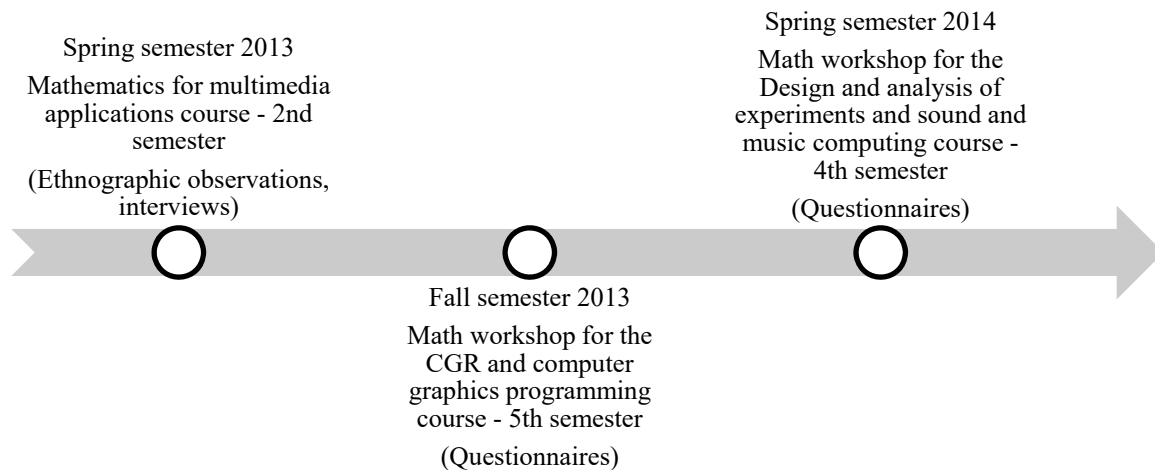 Spring semester 2013
Mathematics for multimedia
applications course - 2nd
semester
(Ethnographic observations,
interviews)
Fall semester 2013
Math workshop for the
CGR and computer
graphics programming
course - 5th semester
(Questionnaires)
Spring semester 2014
Math workshop for the
Design and analysis of
experiments and sound and
music computing course -
4th semester
(Questionnaires)